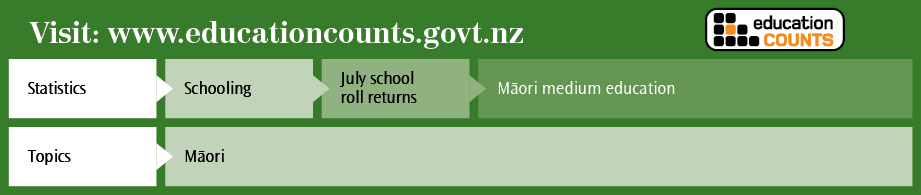 Visit: www.educationcounts.govt.nz
education
COUNTS
Statistics
Schooling
July school
roll returns
Māori medium education
Topics
Māori